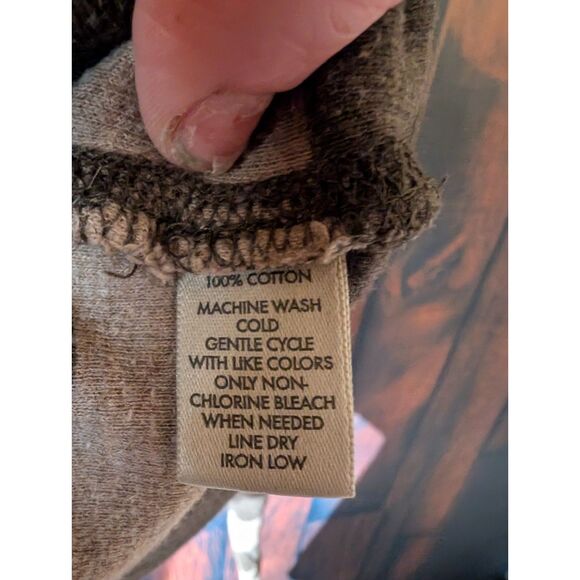 100% COTTON
MACHINE WASH
COLD
GENTLE CYCLE
WITH LIKE COLORS
ONLY NON-
CHLORINE BLEACH
WHEN NEEDED
LINE DRY
IRON LOW